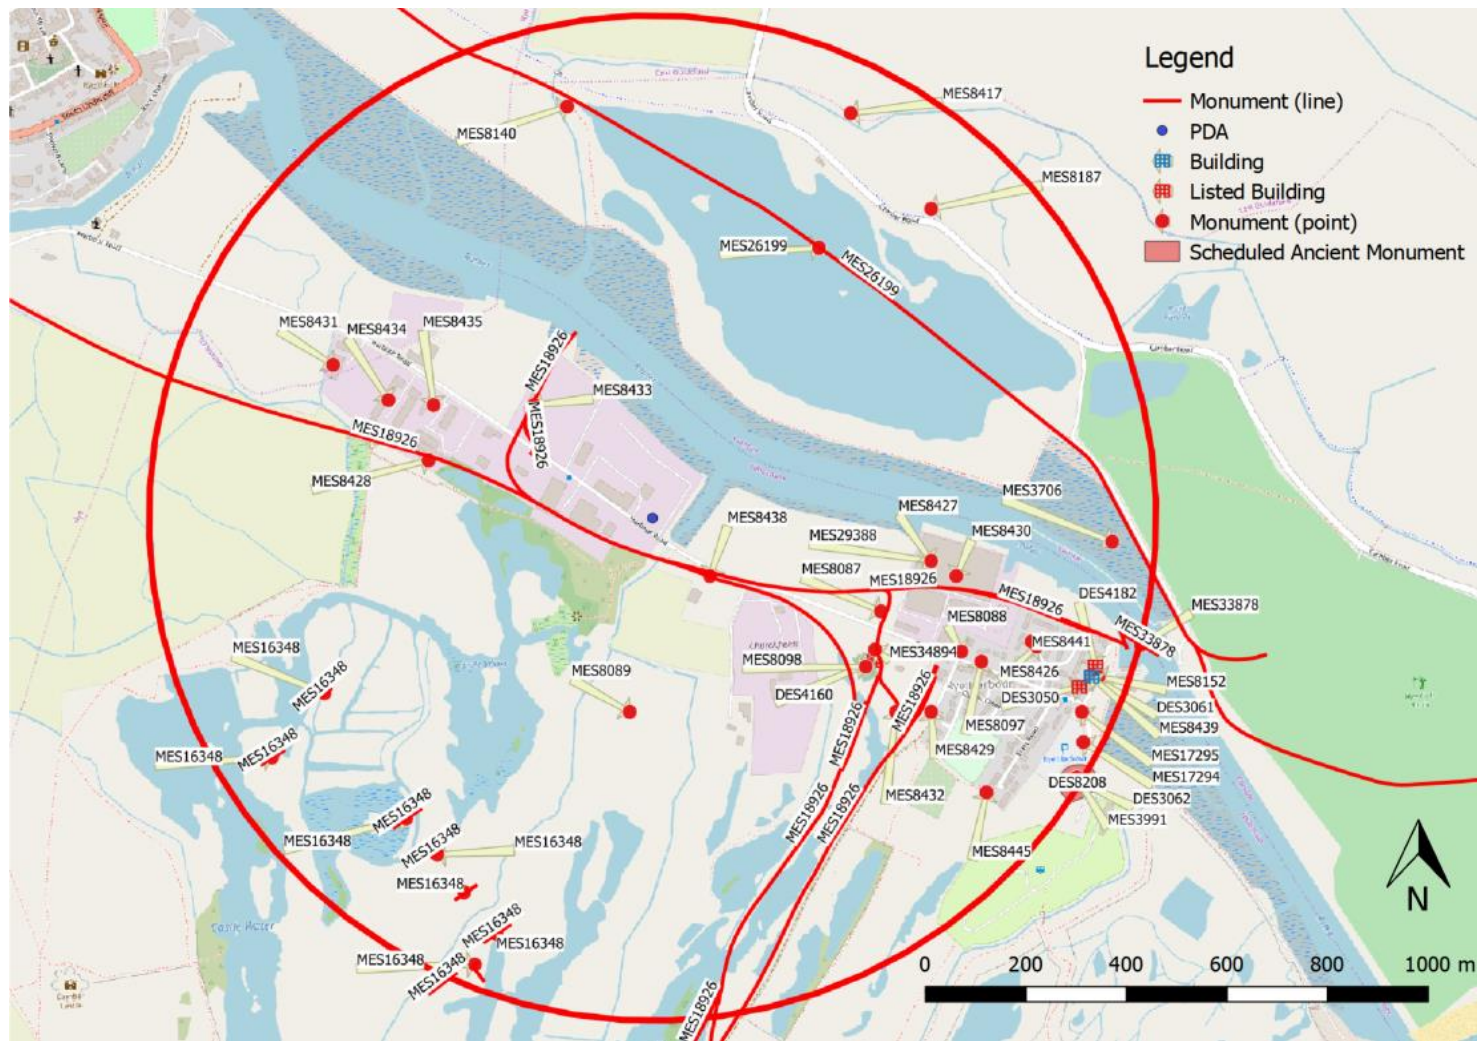 Legend
Monument (line)
PDA
Building
Listed Building
Monument (point)
Scheduled Ancient Monument
MES8417
MES8140
MES8187
MES26199
MES26199
MES8431
MES8434
MES8435
MES18926
MES8433
MES18926
MES18926
MES8428
MES8438
MES8427
MES3706
MES29388
MES8430
MES8087
MES18926
MES18926
DES4182
MES33878
MES8088
MES33878
MES8441
MES34894
MES8098
MES8426
MES8152
DES4160
DES3050
DES3061
MES8439
MES8097
MES17295
MES8429
MES17294
DES8208
DES3062
MES8432
MES3991
MES8445
MES8089
MES16348
MES16348
MES16348
MES16348
MES16348
MES16348
MES16348
MES16348
MES16348
MES16348
MES16348
MES16348
MES16348
MES18926
MES18926
MES18926
MES18926
MES18926
Camber Road
Harbour Road
N
0 200 400 600 800 1000 m